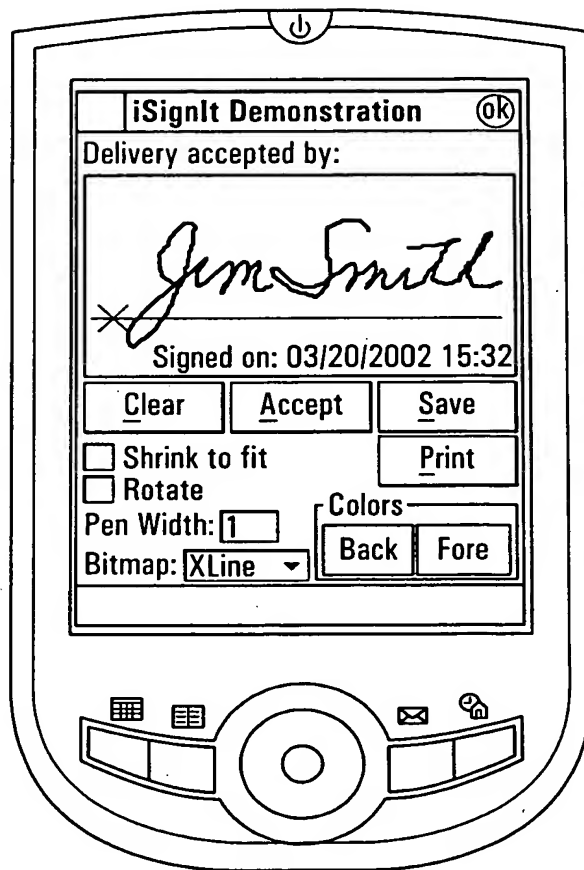 iSignIt Demonstration ok
Delivery accepted by:
Jim Smith
X
Signed on: 03/20/2002 15:32
Clear Accept Save
Shrink to fit Print
Rotate
Colors
Pen Width: 1
Back Fore
Bitmap: XLine